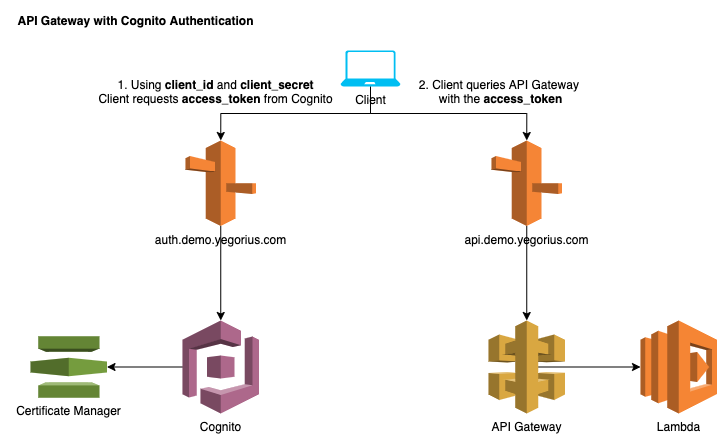 API Gateway with Cognito Authentication
1. Using client_id and client_secret
Client requests access_token from Cognito
Client
2. Client queries API Gateway
with the access_token
auth.demo.yegorius.com
api.demo.yegorius.com
Certificate Manager
Cognito
API Gateway
Lambda